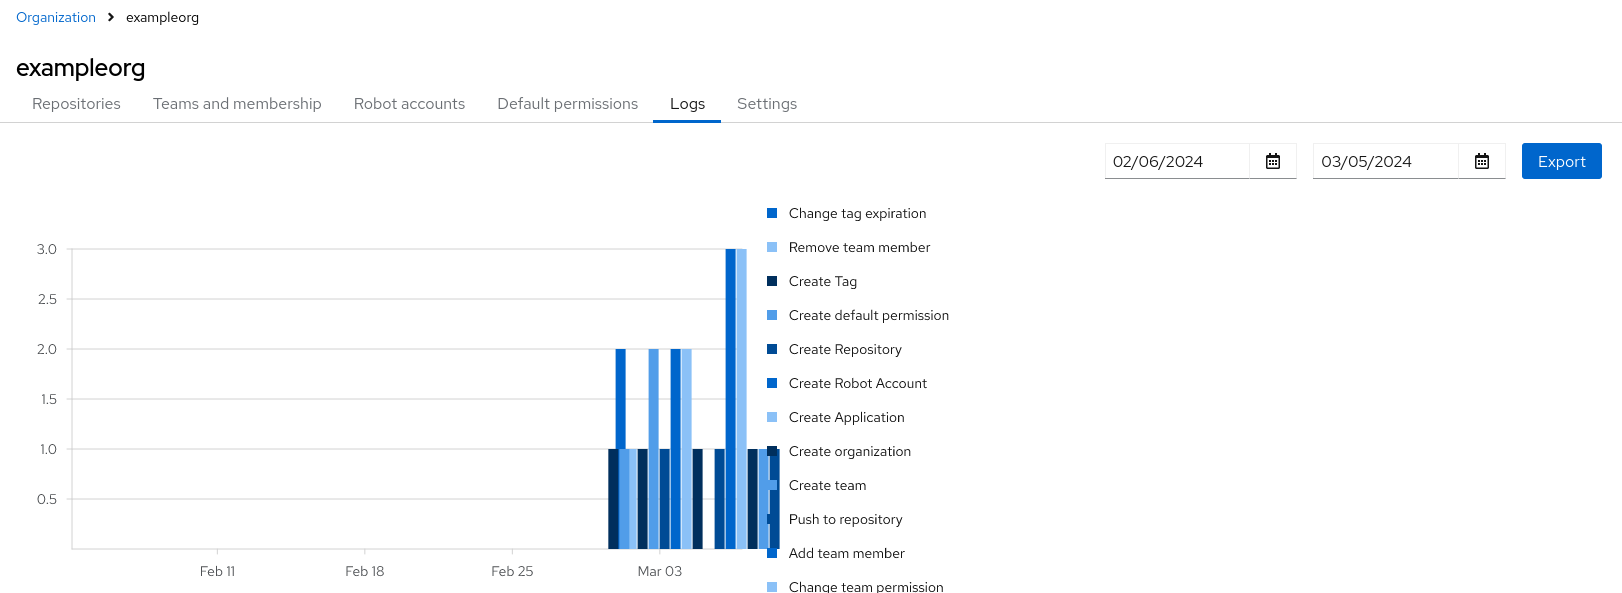 Organization > exampleorg
exampleorg
Repositories Teams and membership Robot accounts Default permissions Logs Settings
02/06/2024 03/05/2024 Export
3.0
2.5
2.0
1.5
1.0
0.5
Feb 11 Feb 18 Feb 25 Mar 03
Change tag expiration
Remove team member
Create Tag
Create default permission
Create Repository
Create Robot Account
Create Application
Create organization
Create team
Push to repository
Add team member
Change team permission